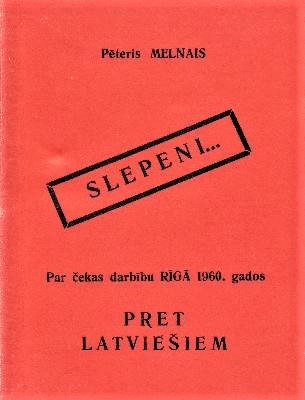 Pēteris MELNAIS
SLEPENI...
Par čekas darbību RĪGĀ 1960. gados
PRET
LATVIEŠIEM